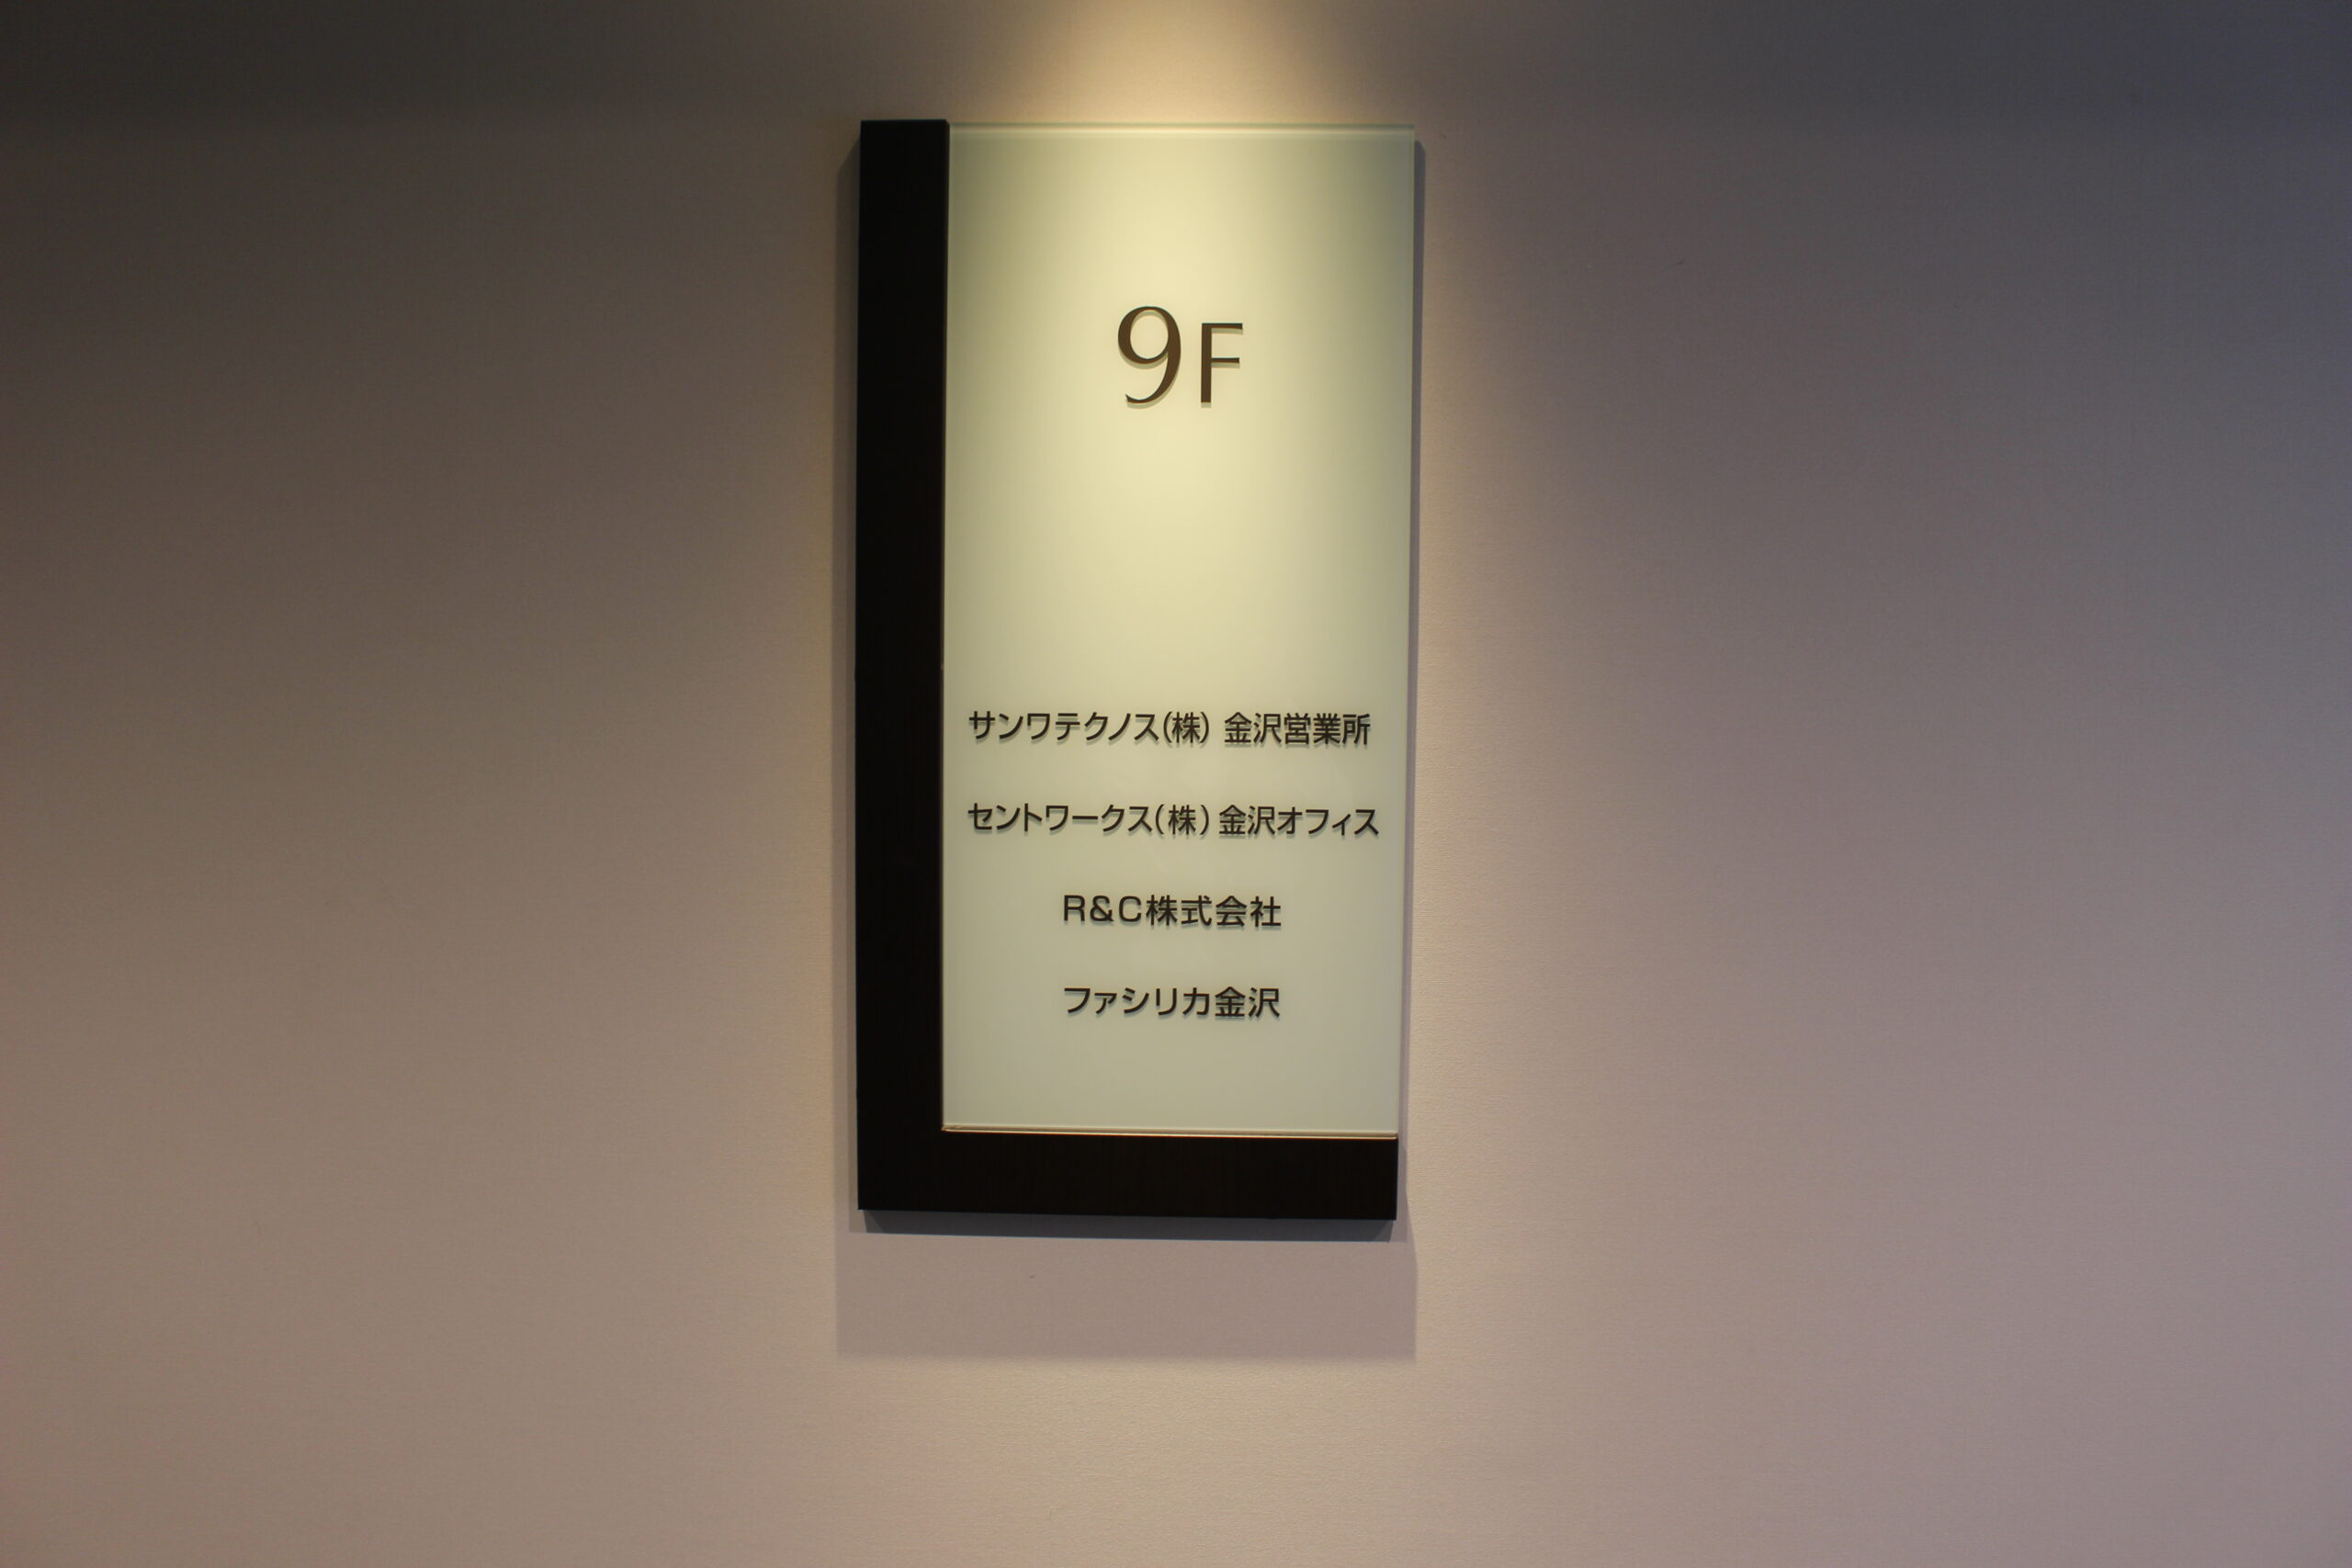 9F
サンワテクノス(株) 金沢営業所
セントワークス(株) 金沢オフィス
R&C株式会社
ファシリカ金沢